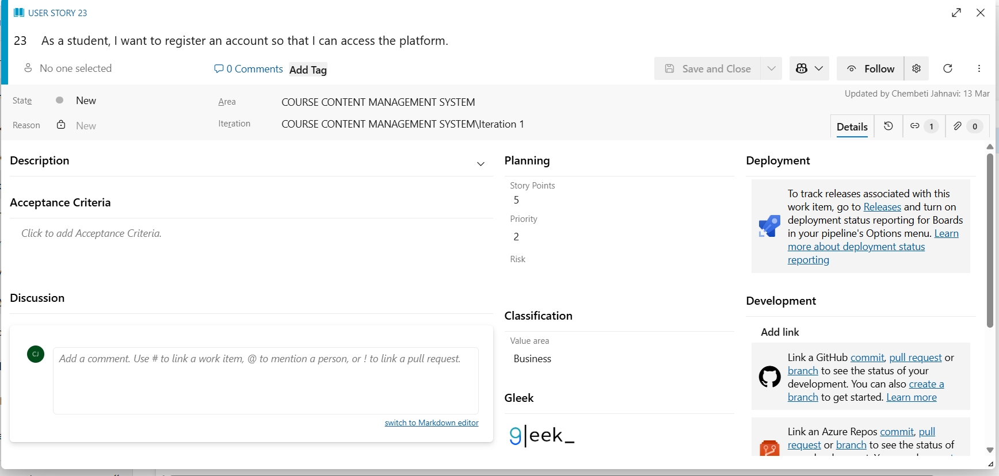 USER STORY 23
23 As a student, I want to register an account so that I can access the platform.
No one selected
0 Comments
Add Tag
Save and Close
Follow
State
New
Area
COURSE CONTENT MANAGEMENT SYSTEM
Updated by Chembeti Jahnavi: 13 Mar
Reason
New
Iteration
COURSE CONTENT MANAGEMENT SYSTEM\Iteration 1
Details
1
0
Description
Acceptance Criteria
Click to add Acceptance Criteria.
Discussion
CJ
Add a comment. Use # to link a work item, @ to mention a person, or ! to link a pull request.
switch to Markdown editor
Planning
Story Points
5
Priority
2
Risk
Classification
Value area
Business
Gleek
gleek_
Deployment
To track releases associated with this
work item, go to Releases and turn on
deployment status reporting for Boards
in your pipeline's Options menu. Learn
more about deployment status
reporting
Development
Add link
Link a GitHub commit, pull request or
branch to see the status of your
development. You can also create a
branch to get started. Learn more
Link an Azure Repos commit, pull
request or branch to see the status of